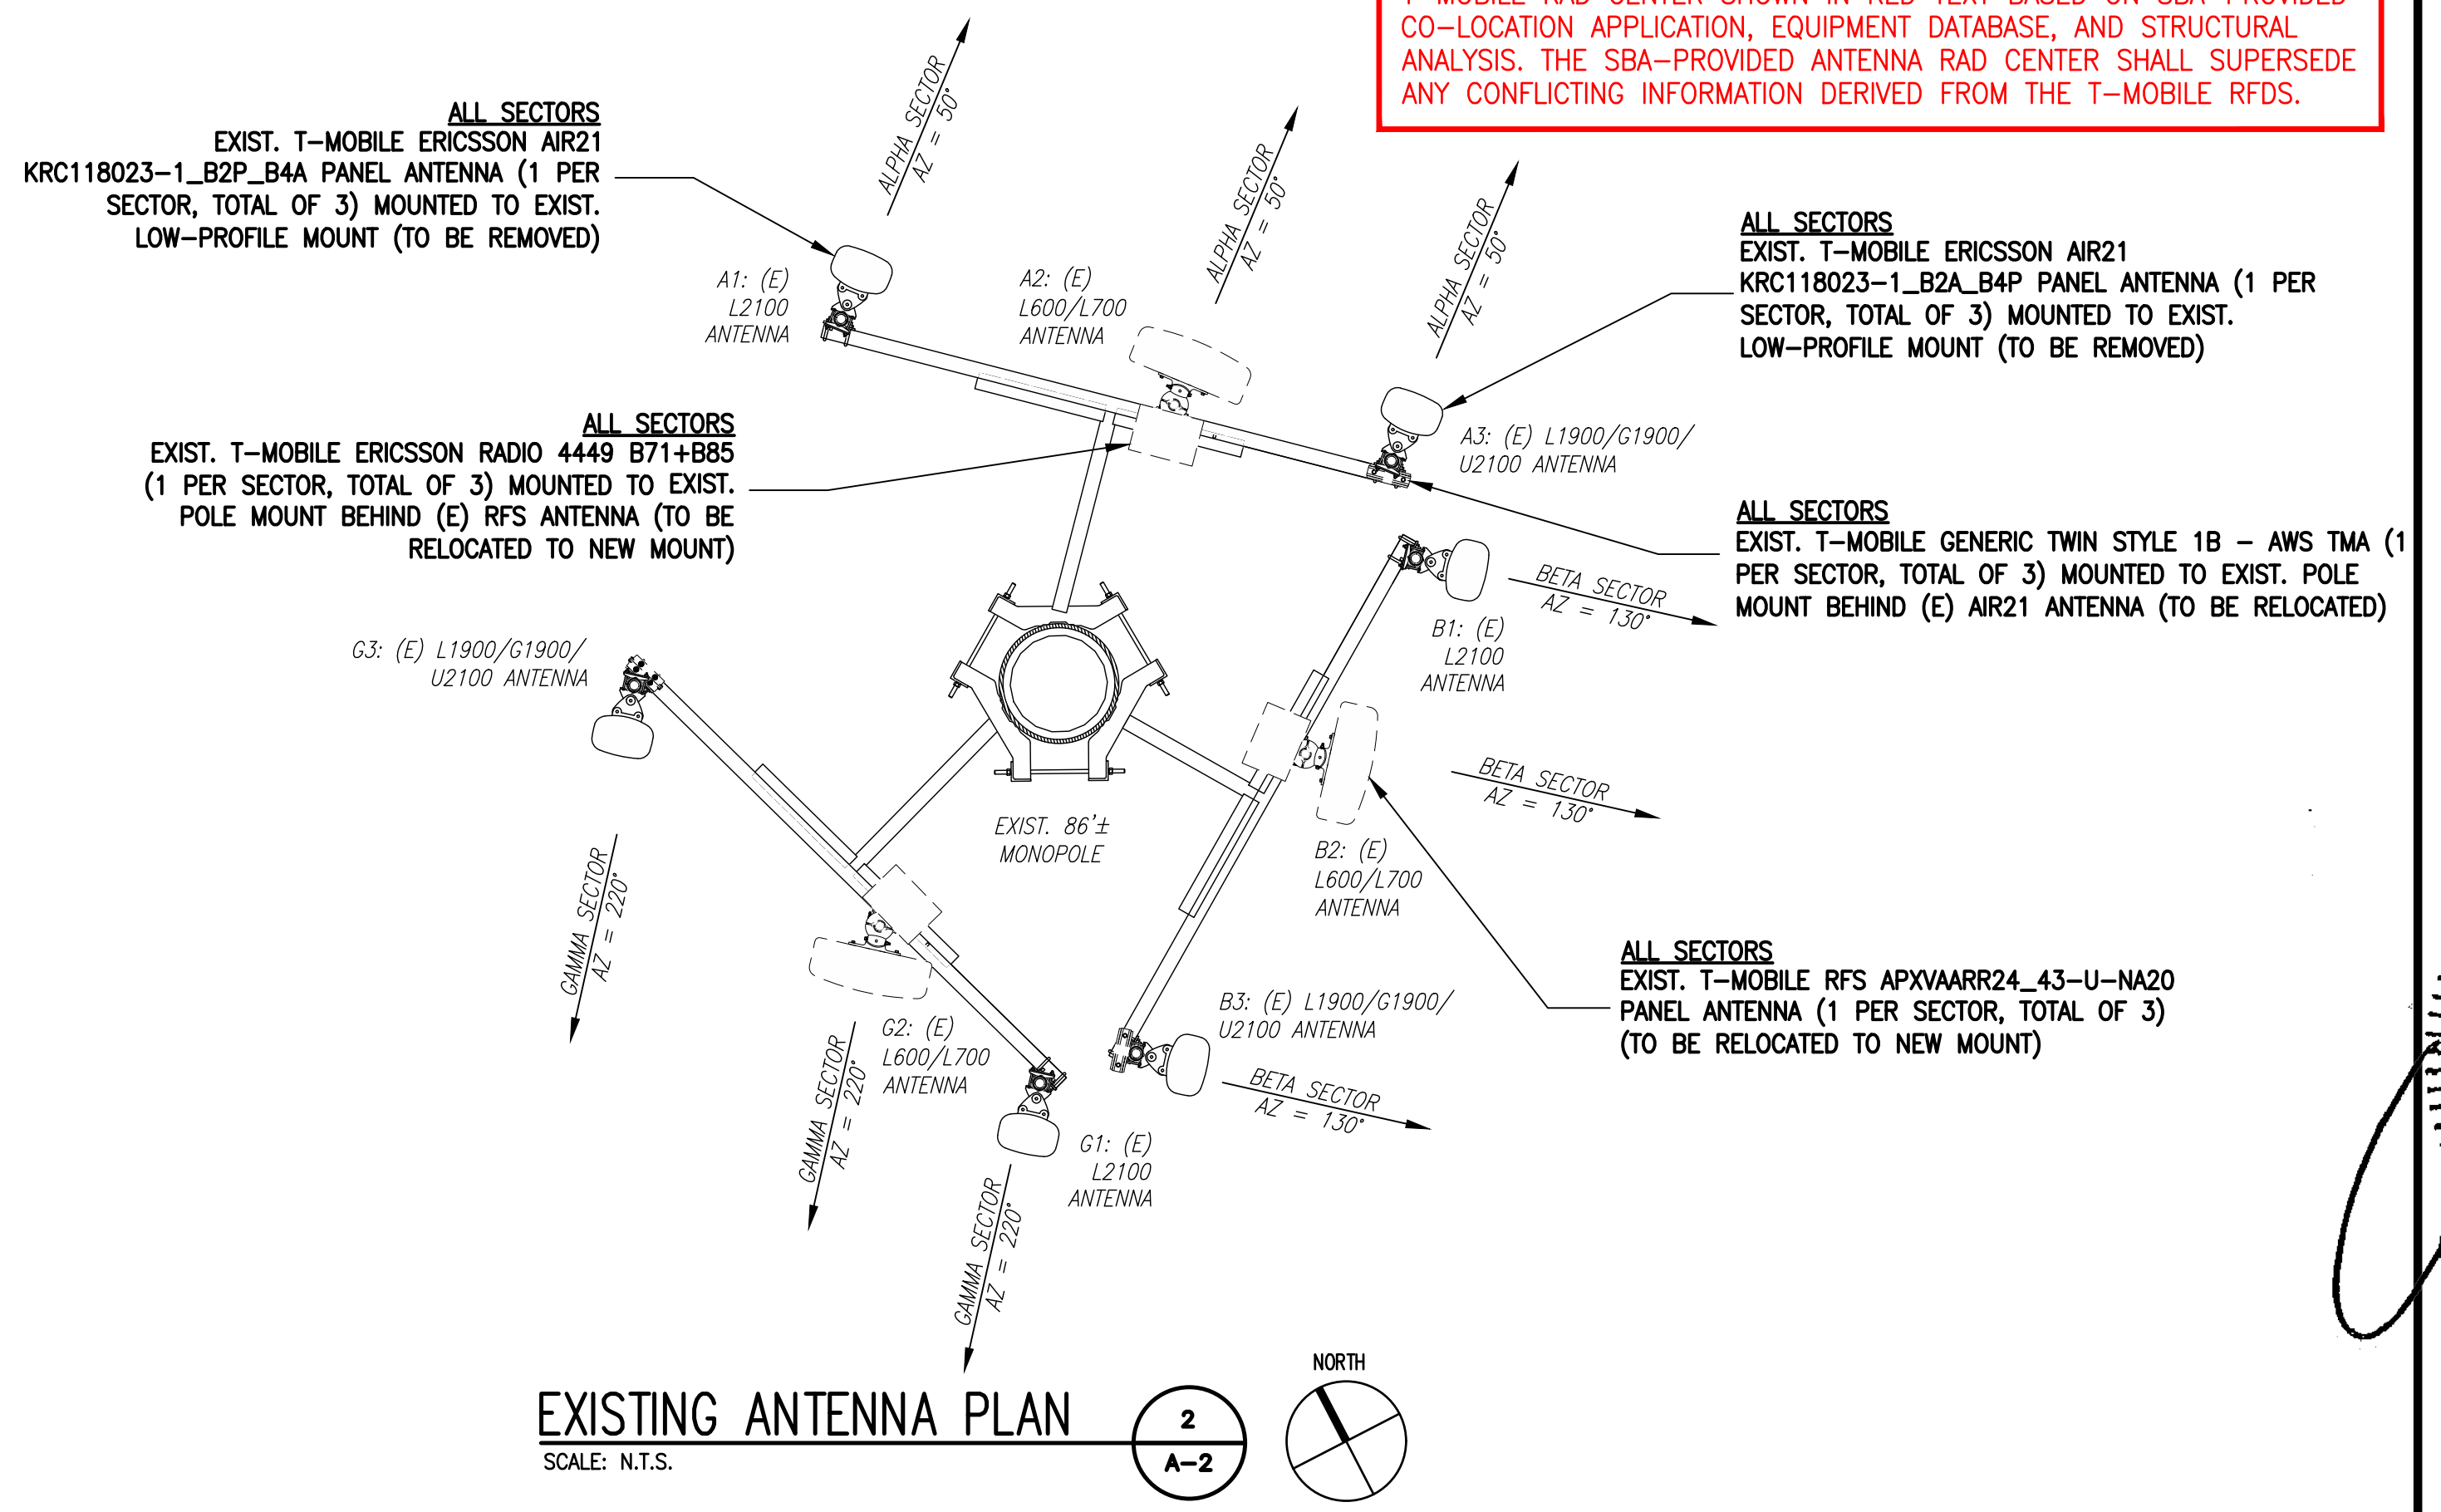 T-MOBILE RAD CENTER SHOWN IN RED TEXT BASED ON SBA-PROVIDED
CO-LOCATION APPLICATION, EQUIPMENT DATABASE, AND STRUCTURAL
ANALYSIS. THE SBA-PROVIDED ANTENNA RAD CENTER SHALL SUPERSEDE
ANY CONFLICTING INFORMATION DERIVED FROM THE T-MOBILE RFDS.
ALL SECTORS
EXIST. T-MOBILE ERICSSON AIR21
KRC118023-1_B2P_B4A PANEL ANTENNA (1 PER
SECTOR, TOTAL OF 3) MOUNTED TO EXIST.
LOW-PROFILE MOUNT (TO BE REMOVED)
ALPHA SECTOR
AZ = 50°
ALPHA SECTOR
AZ = 50°
ALPHA SECTOR
AZ = 50°
ALL SECTORS
EXIST. T-MOBILE ERICSSON AIR21
KRC118023-1_B2A_B4P PANEL ANTENNA (1 PER
SECTOR, TOTAL OF 3) MOUNTED TO EXIST.
LOW-PROFILE MOUNT (TO BE REMOVED)
A1: (E)
L2100
ANTENNA
A2: (E)
L600/L700
ANTENNA
ALL SECTORS
EXIST. T-MOBILE ERICSSON RADIO 4449 B71+B85
(1 PER SECTOR, TOTAL OF 3) MOUNTED TO EXIST.
POLE MOUNT BEHIND (E) RFS ANTENNA (TO BE
RELOCATED TO NEW MOUNT)
A3: (E) L1900/G1900/
U2100 ANTENNA
ALL SECTORS
EXIST. T-MOBILE GENERIC TWIN STYLE 1B - AWS TMA (1
PER SECTOR, TOTAL OF 3) MOUNTED TO EXIST. POLE
MOUNT BEHIND (E) AIR21 ANTENNA (TO BE RELOCATED)
BETA SECTOR
AZ = 130°
B1: (E)
L2100
ANTENNA
G3: (E) L1900/G1900/
U2100 ANTENNA
BETA SECTOR
AZ = 130°
EXIST. 86'±
MONOPOLE
B2: (E)
L600/L700
ANTENNA
GAMMA SECTOR
AZ = 220°
ALL SECTORS
EXIST. T-MOBILE RFS APXVAARR24_43-U-NA20
PANEL ANTENNA (1 PER SECTOR, TOTAL OF 3)
(TO BE RELOCATED TO NEW MOUNT)
B3: (E) L1900/G1900/
U2100 ANTENNA
G2: (E)
L600/L700
ANTENNA
GAMMA SECTOR
AZ = 220°
BETA SECTOR
AZ = 130°
G1: (E)
L2100
ANTENNA
GAMMA SECTOR
AZ = 220°
NORTH
EXISTING ANTENNA PLAN
2
A-2
SCALE: N.T.S.